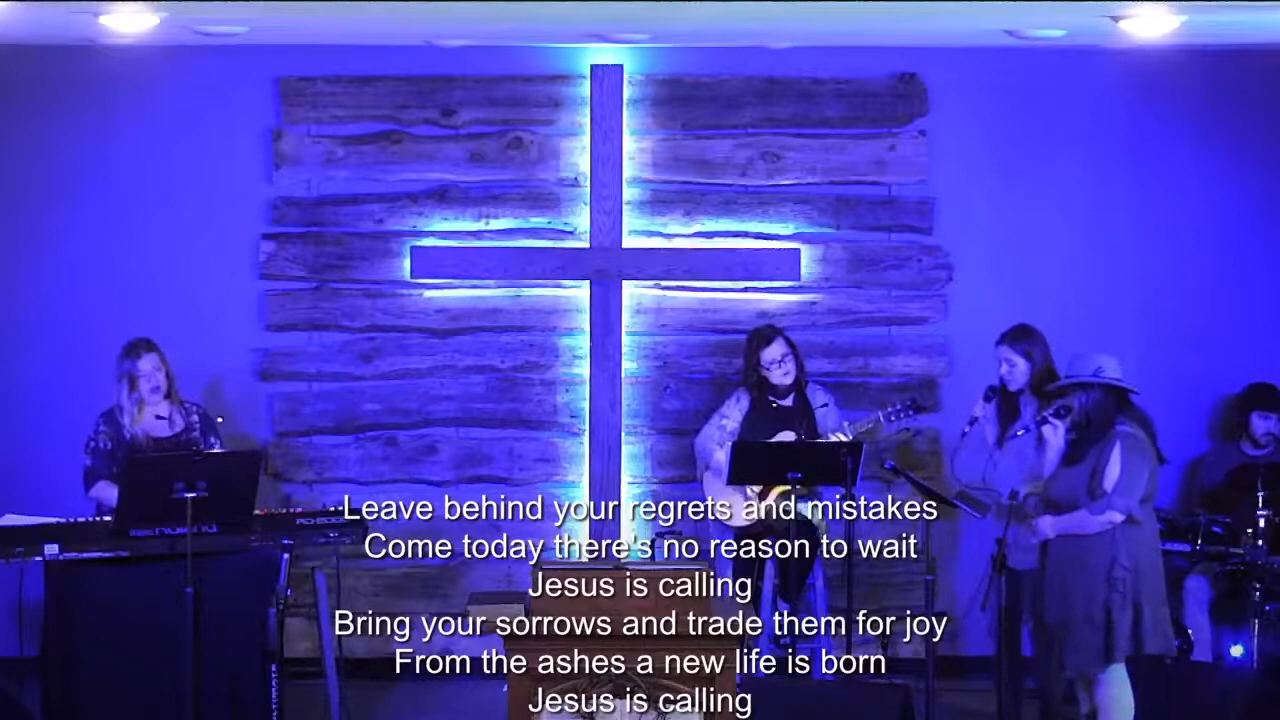 Leave behind your regrets and mistakes
Come today there's no reason to wait
Jesus is calling
Bring your sorrows and trade them for joy
From the ashes a new life is born
Jesus is calling